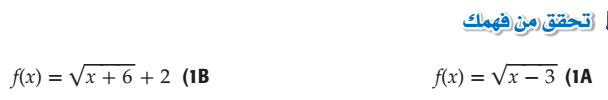 تحقق من فهمك
f(x) = √(x − 3) (1A
f(x) = √(x + 6) + 2 (1B